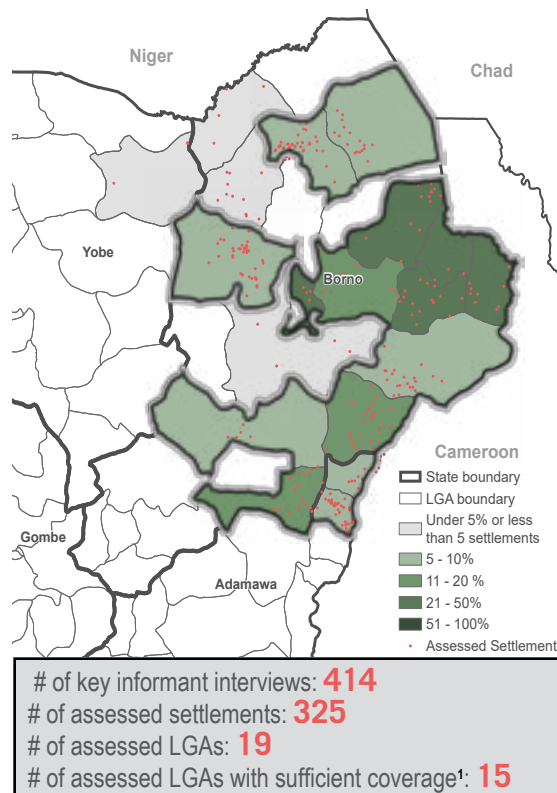 Niger
Chad
Yobe
Borno
Cameroon
State boundary
LGA boundary
Under 5% or less
than 5 settlements
5 - 10%
11 - 20 %
21 - 50%
51 - 100%
Assessed Settlement
Gombe
Adamawa
# of key informant interviews: 414
# of assessed settlements: 325
# of assessed LGAs: 19
# of assessed LGAs with sufficient coverage¹: 15